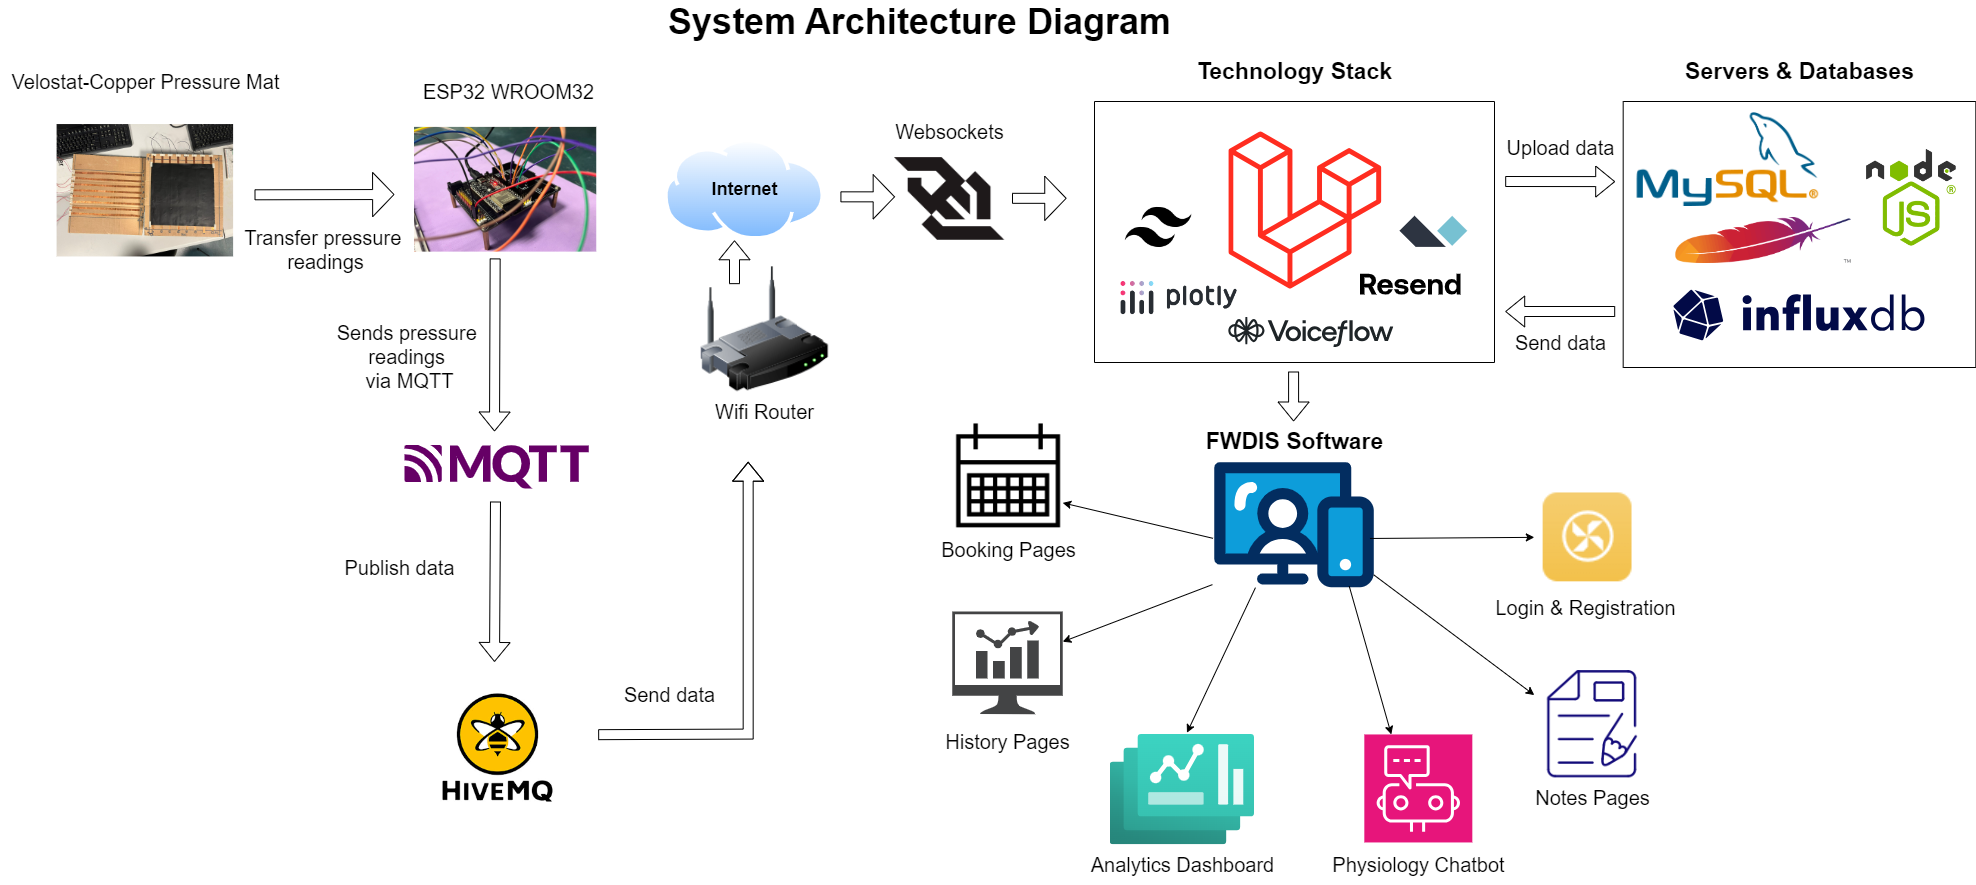 System Architecture Diagram
Velostat-Copper Pressure Mat
ESP32 WROOM32
Transfer pressure
readings
Sends pressure
readings
via MQTT
MQTT
Publish data
HIVEMQ
Send data
Wifi Router
Internet
Websockets
Technology Stack
plotly
Resend
Voiceflow
Upload data
Send data
Servers & Databases
MySQL®
node
JS
®
TM
influxdb
FWDIS Software
Booking Pages
History Pages
Analytics Dashboard
Physiology Chatbot
Notes Pages
Login & Registration